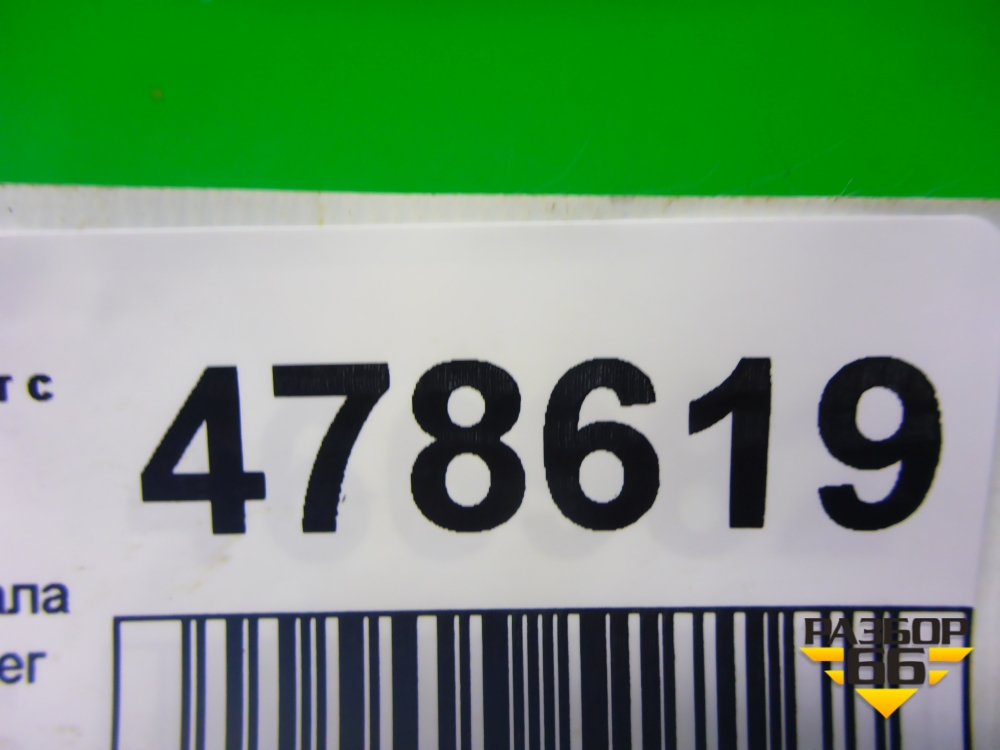 т с
478619
ала
er
РАЗБОР
66